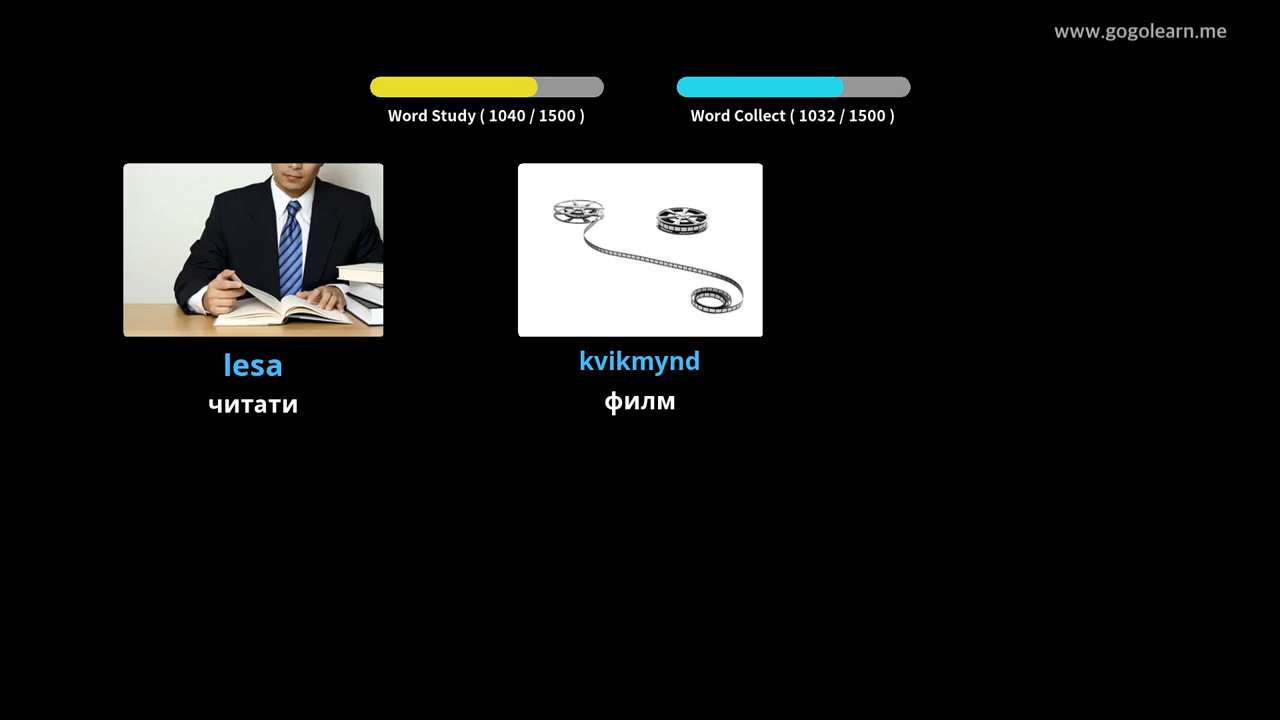 www.gogolearn.me
Word Study ( 1040 / 1500 )
Word Collect ( 1032 / 1500 )
lesa
читати
kvikmynd
филм